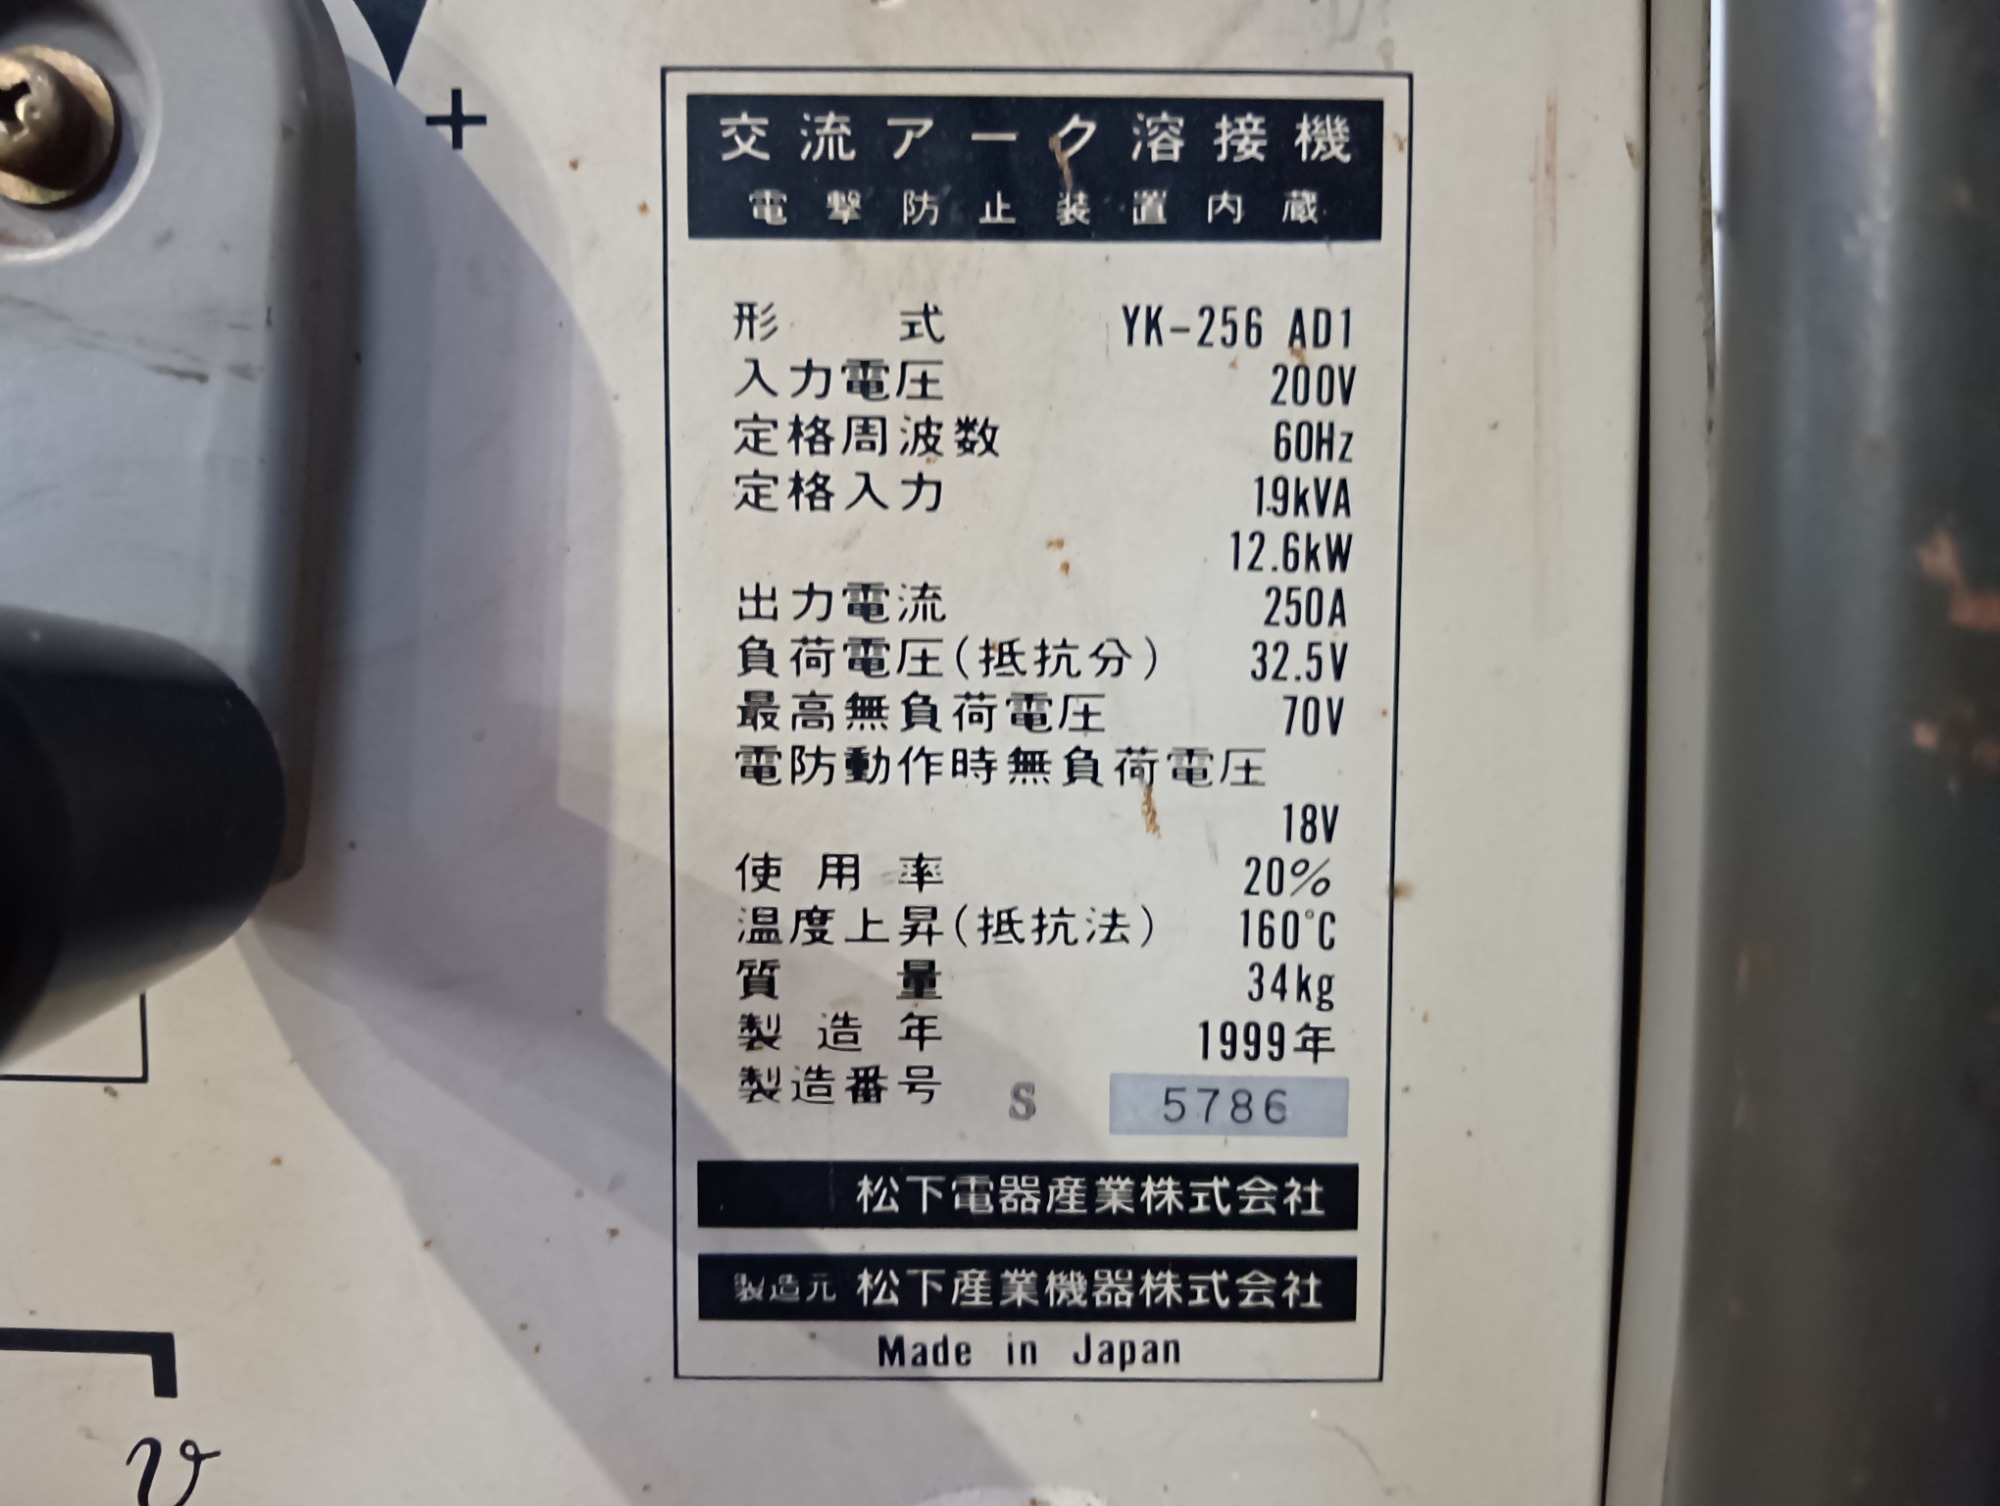 +
交流アーク溶接機
電撃防止装置内蔵
形式 YK-256 AD1
入力電圧 200V
定格周波数 60Hz
定格入力 19kVA
12.6kW
出力電流 250A
負荷電圧(抵抗分) 32.5V
最高無負荷電圧 70V
電防動作時無負荷電圧
18V
使用率 20%
温度上昇(抵抗法) 160℃
質量 34kg
製造年 1999年
製造番号 S 5786
松下電器産業株式会社
製造元 松下産業機器株式会社
Made in Japan